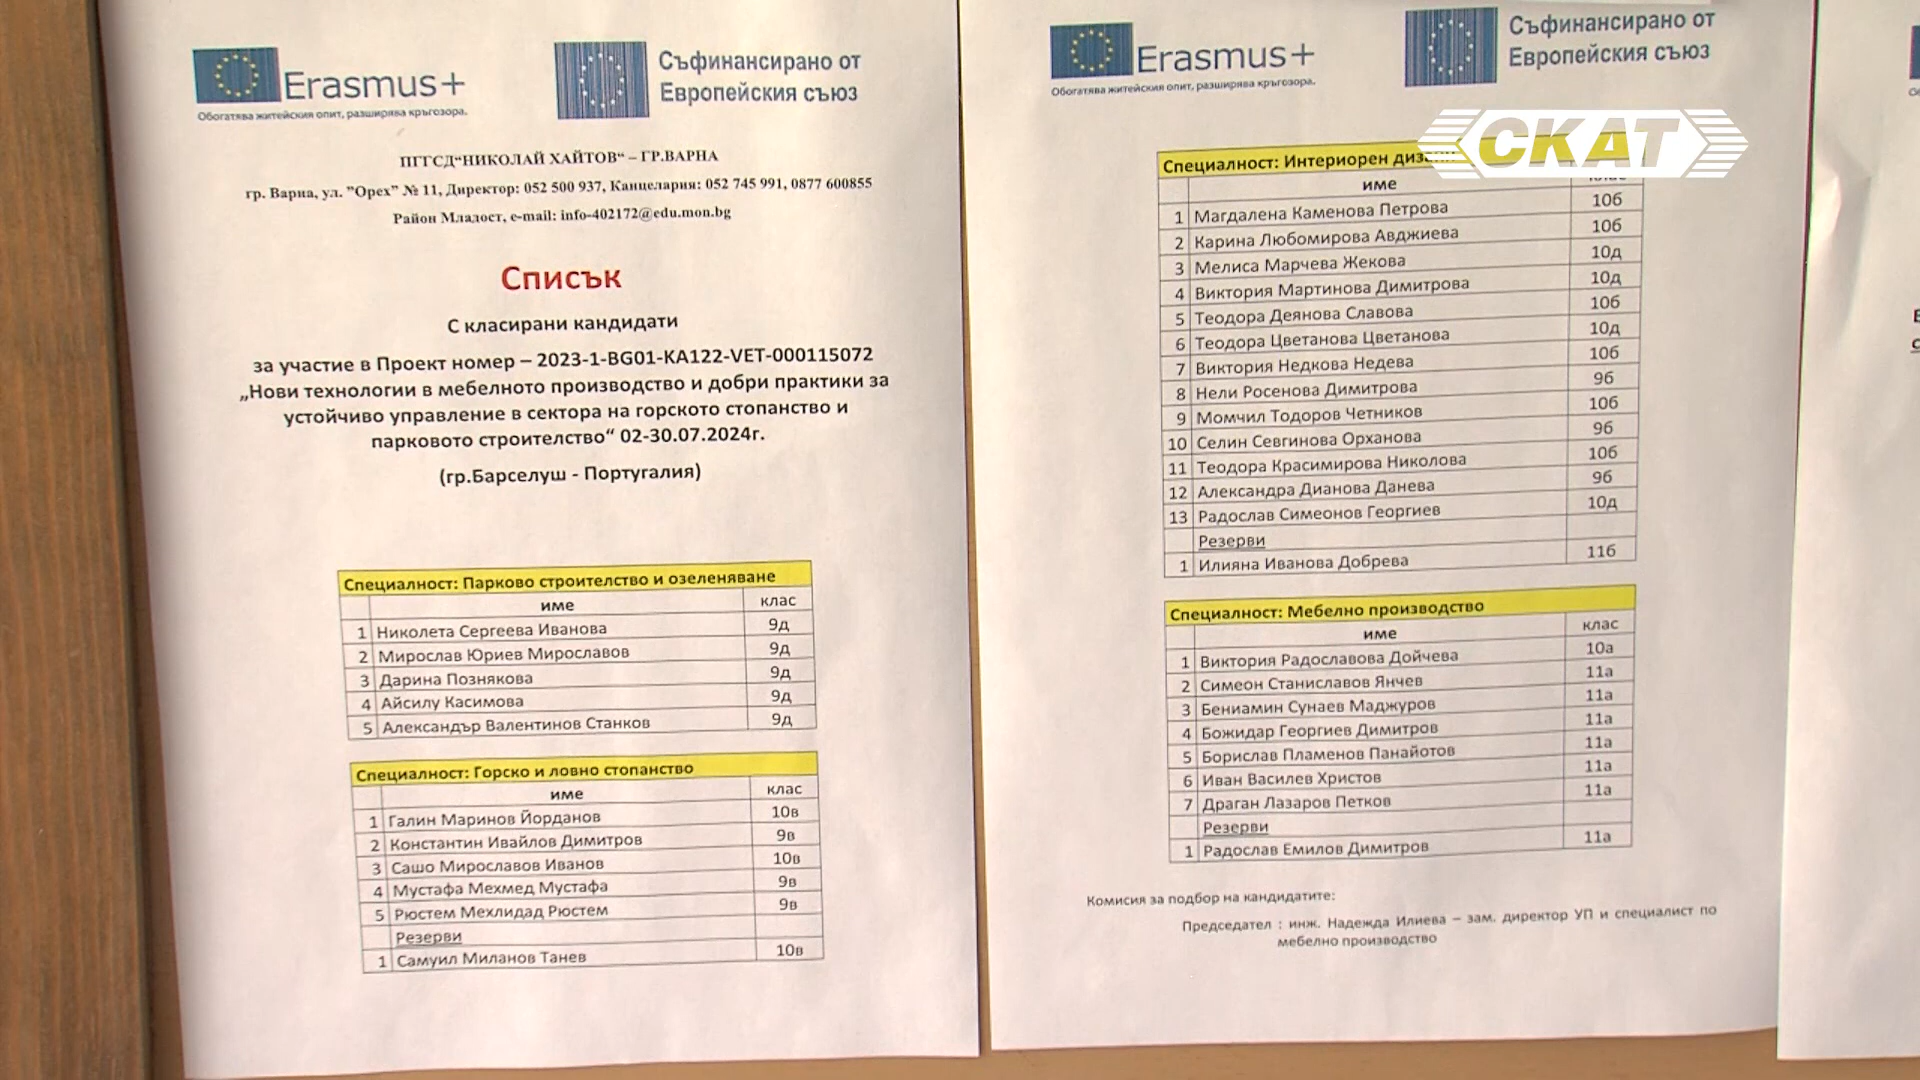 Erasmus+
Обогатява житейския опит, разширява кръгозора.
Съфинансирано от
Европейския съюз
ПГГСД“НИКОЛАЙ ХАЙТОВ“ – ГР.ВАРНА
гр. Варна, ул. ”Орех” № 11, Директор: 052 500 937, Канцелария: 052 745 991, 0877 600855
Район Младост, e-mail: info-402172@edu.mon.bg
Списък
С класирани кандидати
за участие в Проект номер – 2023-1-BG01-KA122-VET-000115072
„Нови технологии в мебелното производство и добри практики за
устойчиво управление в сектора на горското стопанство и
парковото строителство“ 02-30.07.2024г.
(гр.Барселуш - Португалия)
Специалност: Парково строителство и озеленяване
име клас
1 Николета Сергеева Иванова 9д
2 Мирослав Юриев Мирославов 9д
3 Дарина Познякова 9д
4 Айсилу Касимова 9д
5 Александър Валентинов Станков 9д
Специалност: Горско и ловно стопанство
име клас
1 Галин Маринов Йорданов 10в
2 Константин Ивайлов Димитров 9в
3 Сашо Мирославов Иванов 10в
4 Мустафа Мехмед Мустафа 9в
5 Рюстем Мехлидад Рюстем 9в
Резерви
1 Самуил Миланов Танев 10в
Erasmus+
Обогатява житейския опит, разширява кръгозора.
Съфинансирано от
Европейския съюз
СКАТ
Специалност: Интериорен
име
1 Магдалена Каменова Петрова 10б
2 Карина Любомирова Авджиева 10б
3 Мелиса Марчева Жекова 10д
4 Виктория Мартинова Димитрова 10д
5 Теодора Деянова Славова 10б
6 Теодора Цветанова Цветанова 10д
7 Виктория Недкова Недева 10б
8 Нели Росенова Димитрова 9б
9 Момчил Тодоров Четников 10б
10 Селин Севгинова Орханова 9б
11 Теодора Красимирова Николова 10б
12 Александра Дианова Данева 9б
13 Радослав Симеонов Георгиев 10д
Резерви
1 Илияна Иванова Добрева 11б
Специалност: Мебелно производство
име клас
1 Виктория Радославова Дойчева 10а
2 Симеон Станиславов Янчев 11а
3 Бениамин Сунаев Маджуров 11а
4 Божидар Георгиев Димитров 11а
5 Борислав Пламенов Панайотов 11а
6 Иван Василев Христов 11а
7 Драган Лазаров Петков 11а
Резерви
1 Радослав Емилов Димитров 11а
Комисия за подбор на кандидатите:
Председател : инж. Надежда Илиева – зам. директор УП и специалист по
мебелно производство